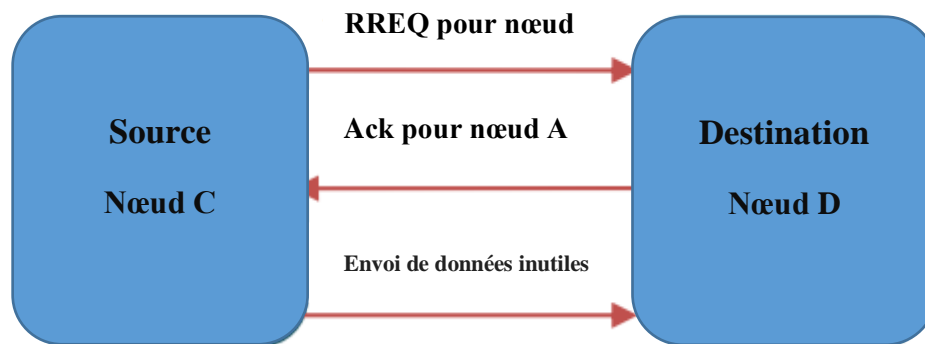 RREQ pour nœud
Source
Nœud C
Ack pour nœud A
Envoi de données inutiles
Destination
Nœud D